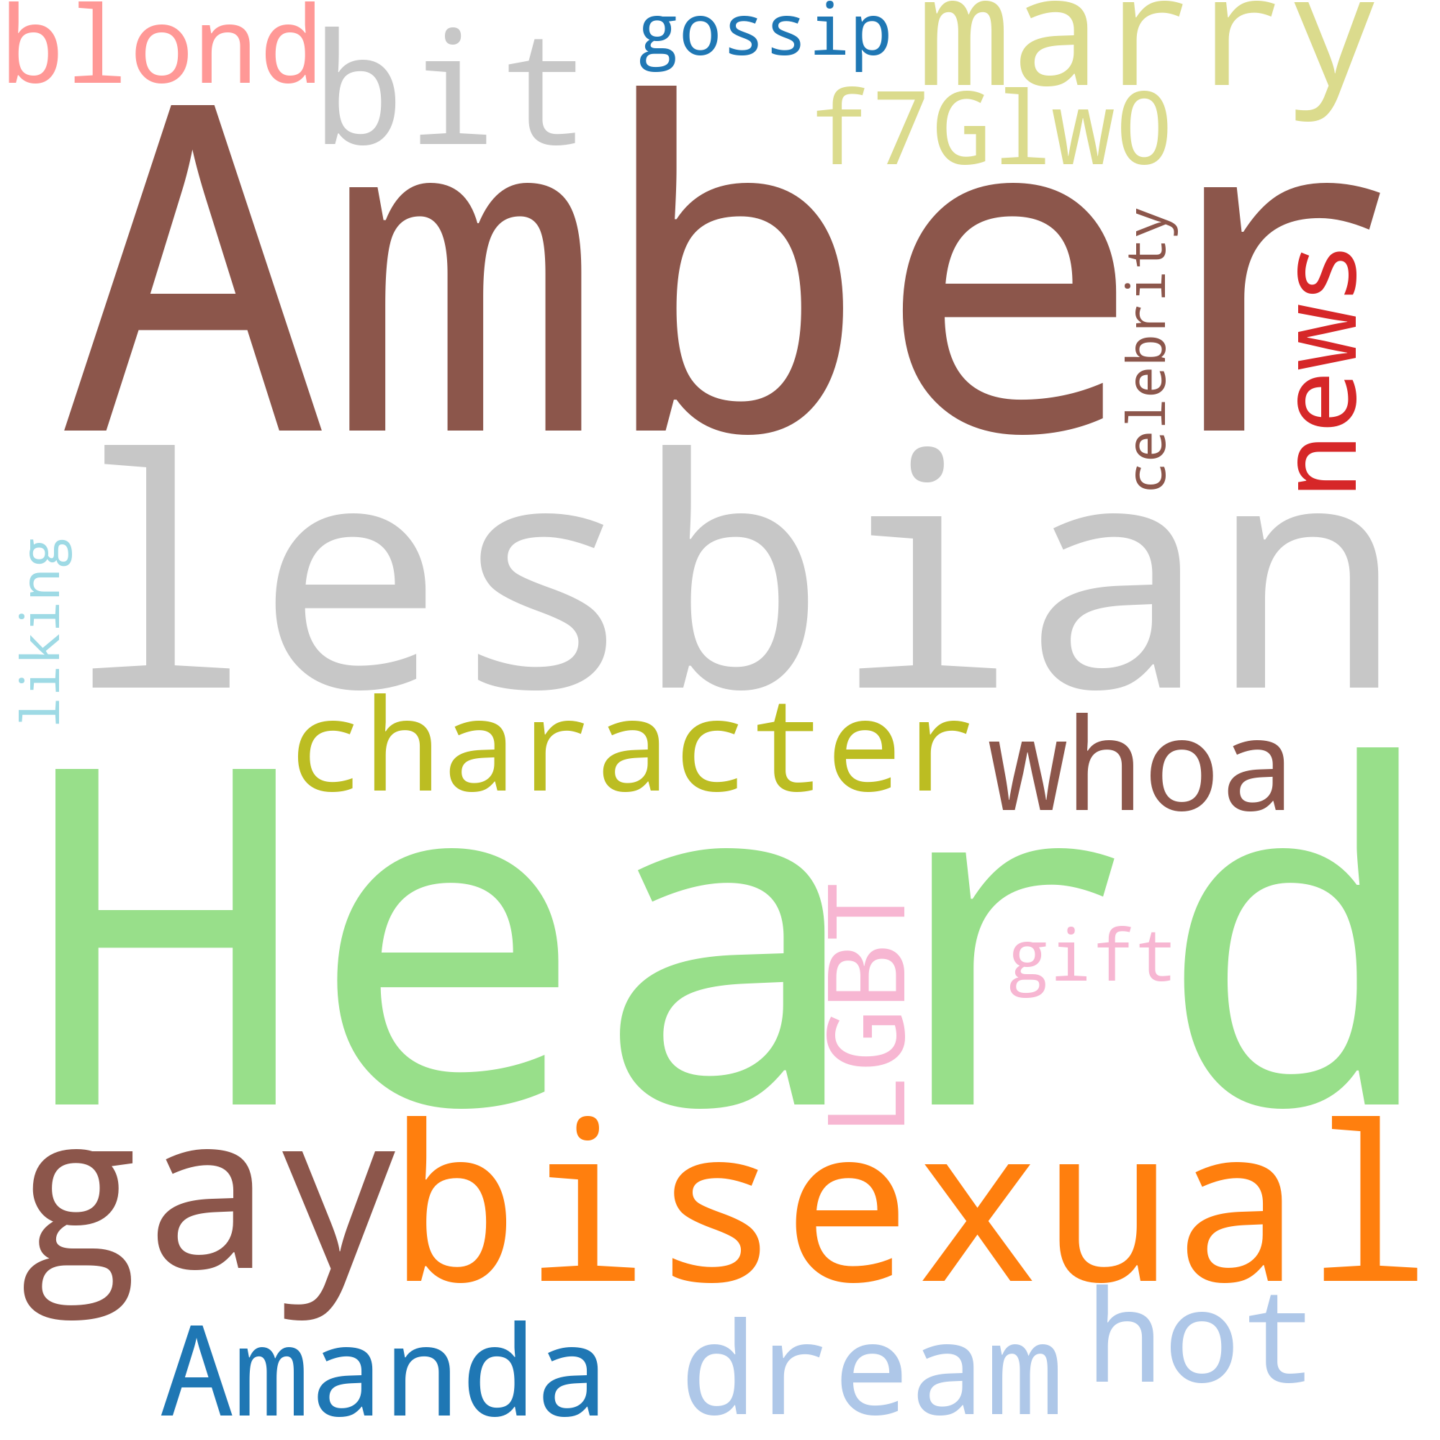 blond
bit
gossip
marry
f7GlwO
Amber
celebrity
news
lesbian
liking
character
whoa
Heard
LGBT
gift
gay
bisexual
Amanda
dream
hot